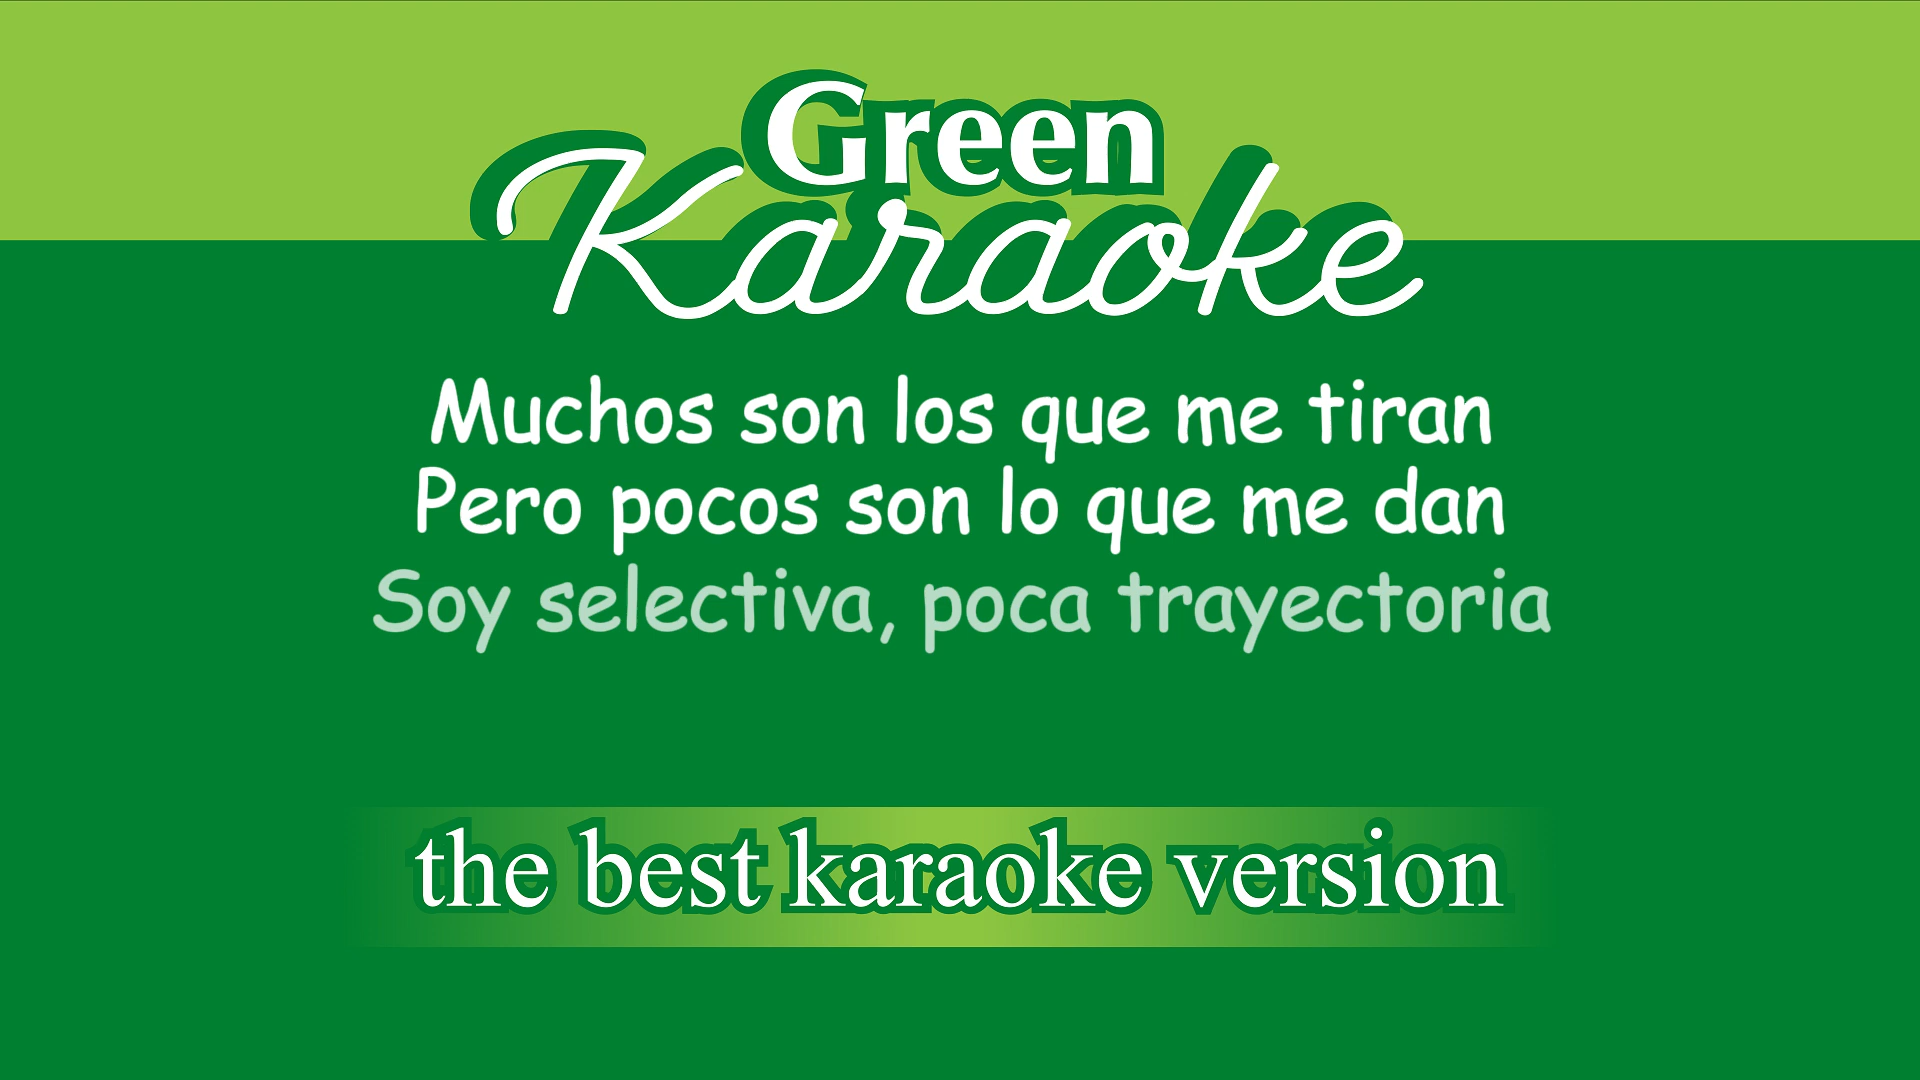 Green
Karaoke
Muchos son los que me tiran
Pero pocos son lo que me dan
Soy selectiva, poca trayectoria
the best karaoke version